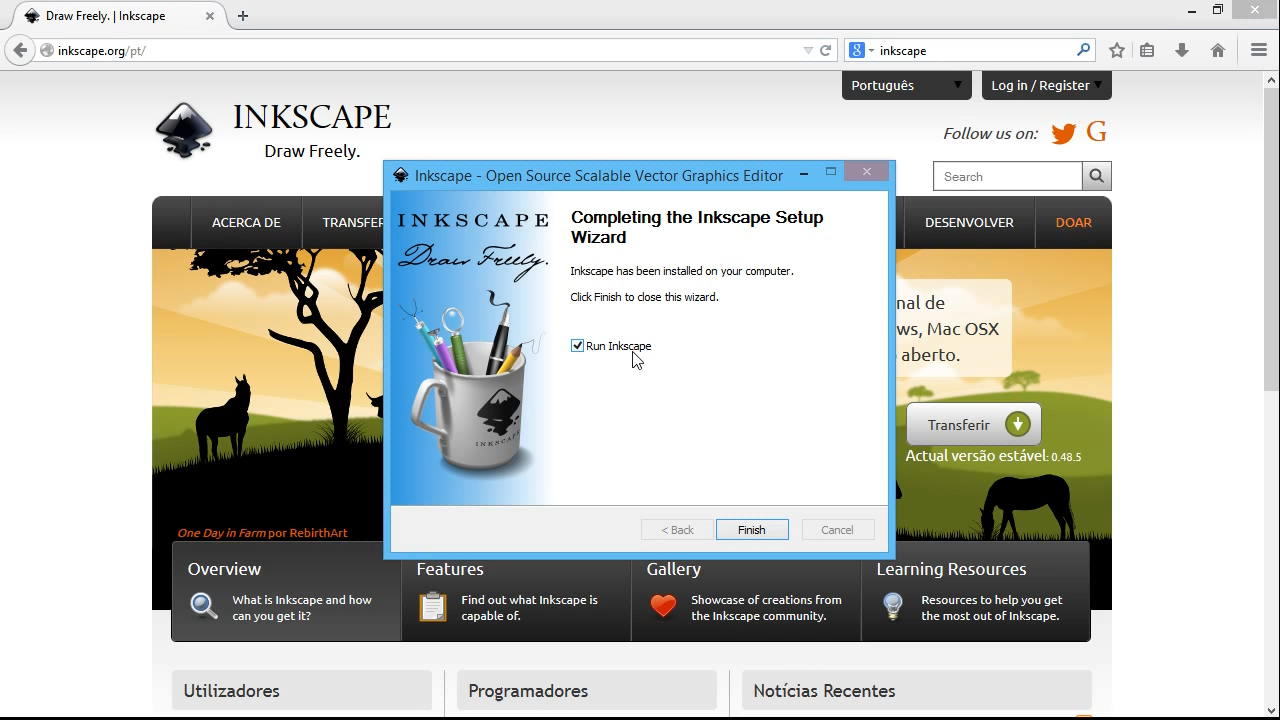 Draw Freely. | Inkscape
inkscape.org/pt/
inkscape
Português
Log in / Register
INKSCAPE
Draw Freely.
Follow us on:
Search
ACERCA DE
DESENVOLVER
DOAR
Inkscape - Open Source Scalable Vector Graphics Editor
INKSCAPE
Draw Freely.
INKSCAPE
Completing the Inkscape Setup
Wizard
Inkscape has been installed on your computer.
Click Finish to close this wizard.
Run Inkscape
< Back
Finish
Cancel
nal de
Mac OSX
aberto.
Transferir
Actual versão estável: 0.48.5
One Day in Farm por RebirthArt
Overview
What is Inkscape and how
can you get it?
Features
Find out what Inkscape is
capable of.
Gallery
Showcase of creations from
the Inkscape community.
Learning Resources
Resources to help you get
the most out of Inkscape.
Utilizadores
Programadores
Notícias Recentes